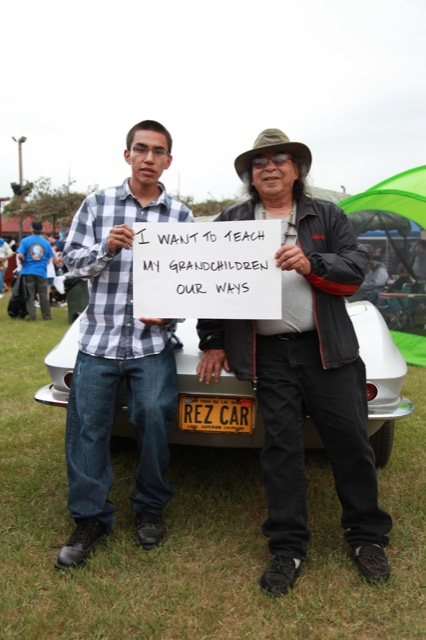 I WANT TO TEACH
MY GRANDCHILDREN
OUR WAYS
REZ CAR